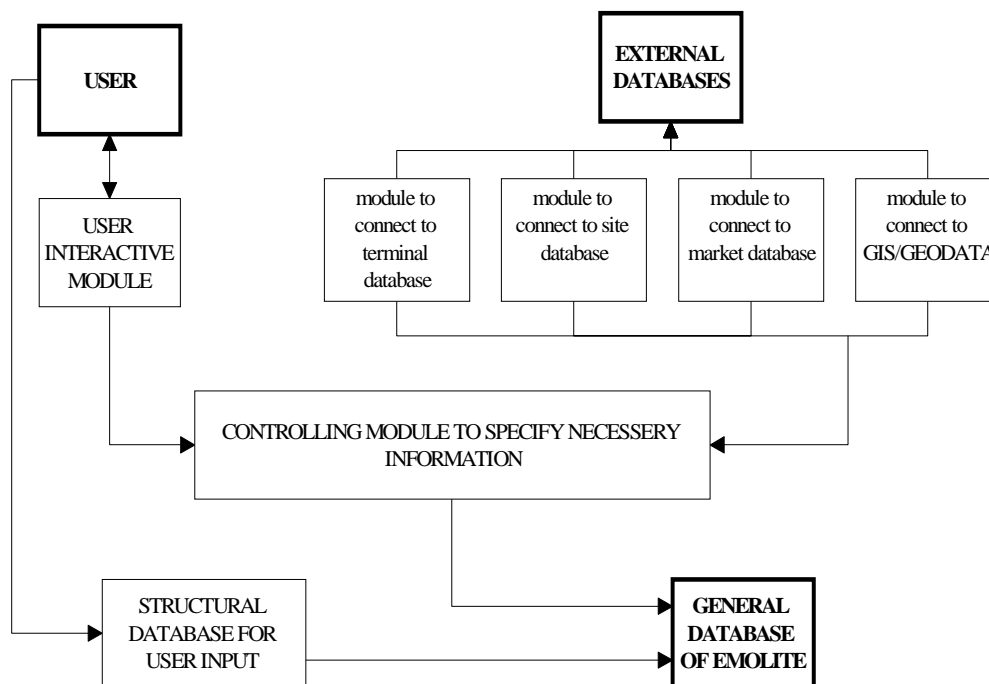 USER
EXTERNAL
DATABASES
USER
INTERACTIVE
MODULE
module to
connect to
terminal
database
module to
connect to site
database
module to
connect to
market database
module to
connect to
GIS/GEODATA
CONTROLLING MODULE TO SPECIFY NECESSERY
INFORMATION
STRUCTURAL
DATABASE FOR
USER INPUT
GENERAL
DATABASE
OF EMOLITE